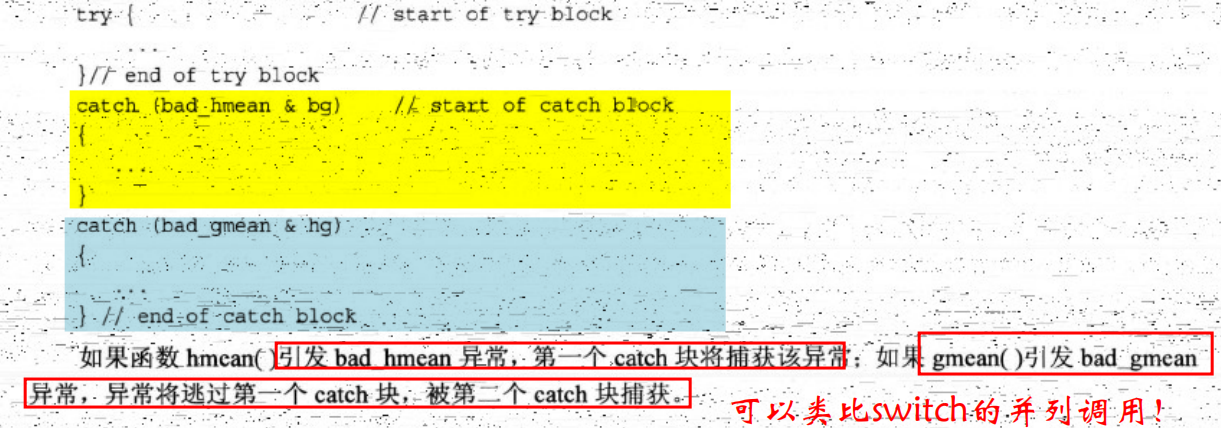 try { // start of try block
...
}// end of try block
catch (bad_hmean & bg) // start of catch block
{
...
}
catch (bad_gmean & hg)
{
...
} // end of catch block
如果函数 hmean( )引发 bad_hmean 异常，第一个 catch 块将捕获该异常；如果 gmean( )引发 bad_gmean
异常，异常将逃过第一个 catch 块，被第二个 catch 块捕获。
可以类比switch的并列调用！